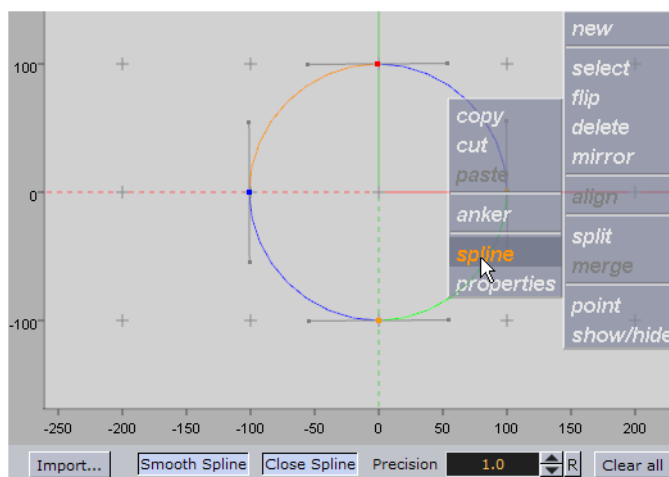 new
select
flip
delete
mirror
align
split
merge
point
show/hide
copy
cut
paste
anker
spline
properties
100
0
-100
-250 -200 -150 -100 -50 0 50 100 150 200
Import... Smooth Spline Close Spline Precision 1.0 R Clear all